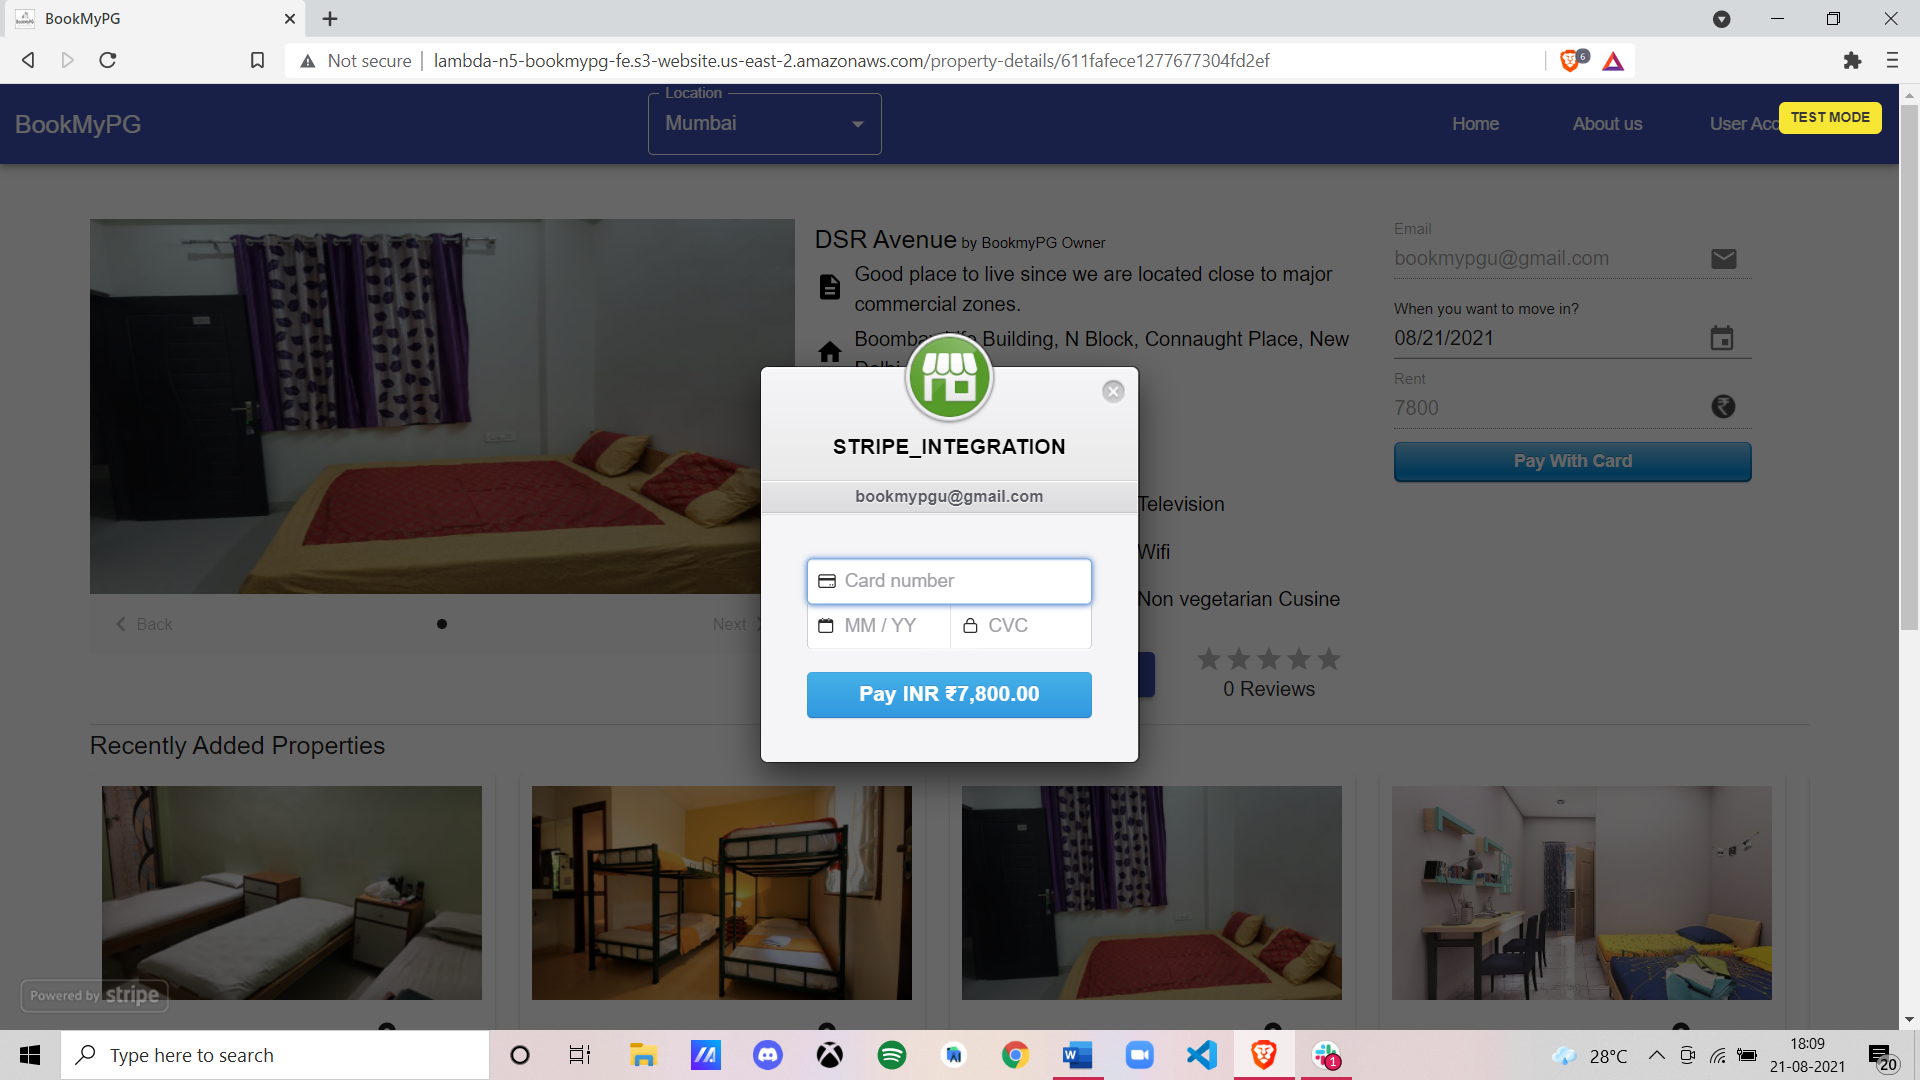 BookMyPG
Not secure
lambda-n5-bookmypg-fe.s3-website.us-east-2.amazonaws.com/property-details/611fafece1277677304fd2ef
6
BookMyPG
Location
Mumbai
Home
About us
User Acc
TEST MODE
DSR Avenue by BookmyPG Owner
Good place to live since we are located close to major
commercial zones.
Building, N Block, Connaught Place, New
Email
bookmypgu@gmail.com
When you want to move in?
08/21/2021
Rent
7800
Pay With Card
STRIPE_INTEGRATION
bookmypgu@gmail.com
Card number
MM / YY
CVC
Pay INR ₹7,800.00
Television
Wifi
Non vegetarian Cusine
0 Reviews
Back
Next
Recently Added Properties
Powered by stripe
Type here to search
28°C
18:09
21-08-2021
20
1